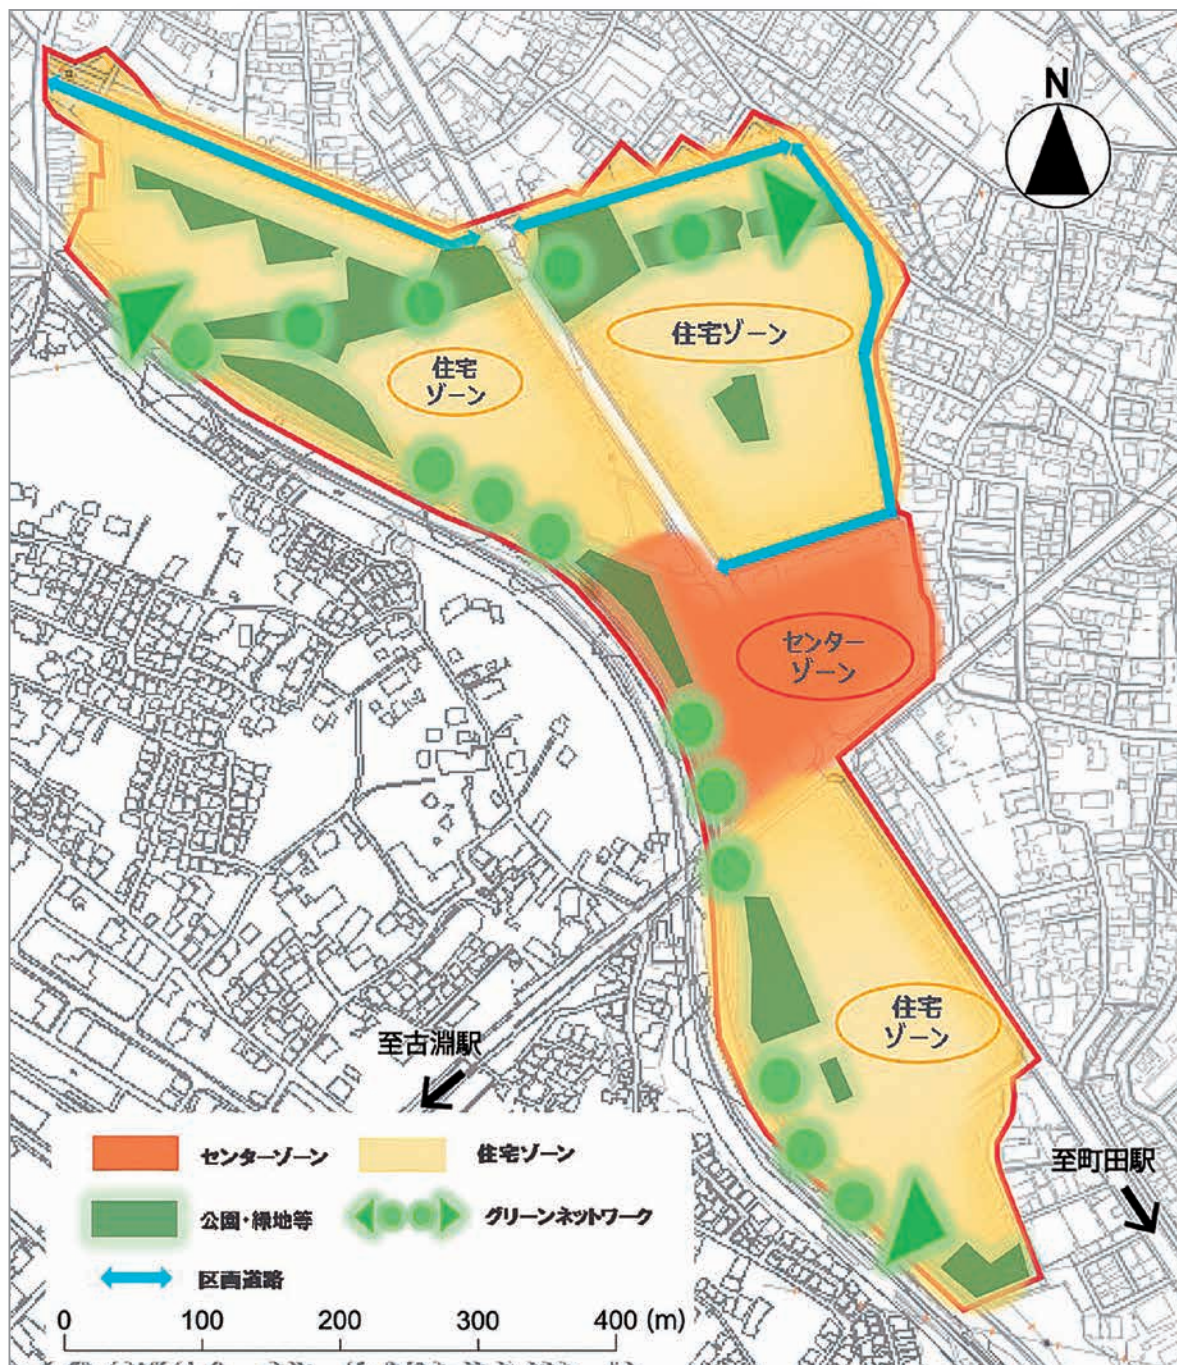 N
住宅ゾーン
住宅
ゾーン
センター
ゾーン
住宅
ゾーン
至古淵駅
至町田駅
センターゾーン
住宅ゾーン
公園・緑地等
グリーンネットワーク
区画道路
0 100 200 300 400 (m)